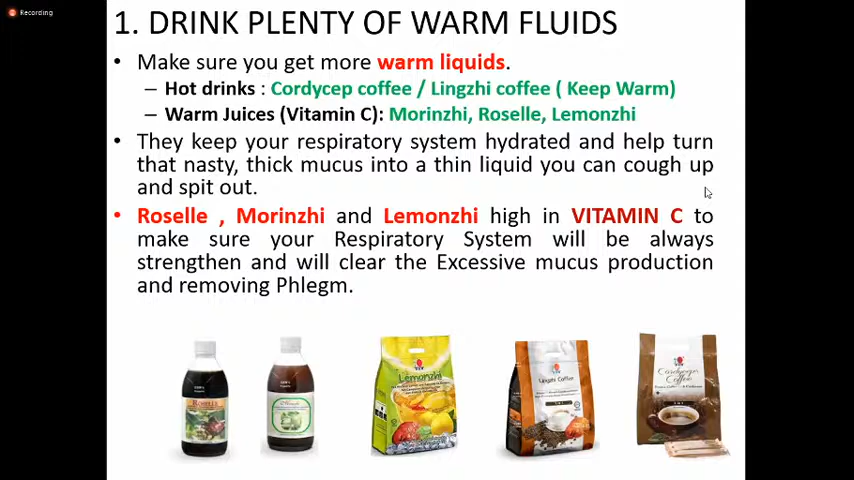 Recording
1. DRINK PLENTY OF WARM FLUIDS
• Make sure you get more warm liquids.
– Hot drinks : Cordycep coffee / Lingzhi coffee ( Keep Warm)
– Warm Juices (Vitamin C): Morinzhi, Roselle, Lemonzhi
• They keep your respiratory system hydrated and help turn
that nasty, thick mucus into a thin liquid you can cough up
and spit out.
• Roselle , Morinzhi and Lemonzhi high in VITAMIN C to
make sure your Respiratory System will be always
strengthen and will clear the Excessive mucus production
and removing Phlegm.
Roselle
Lemonzhi
Lingzhi Coffee
Cordyceps
Coffee